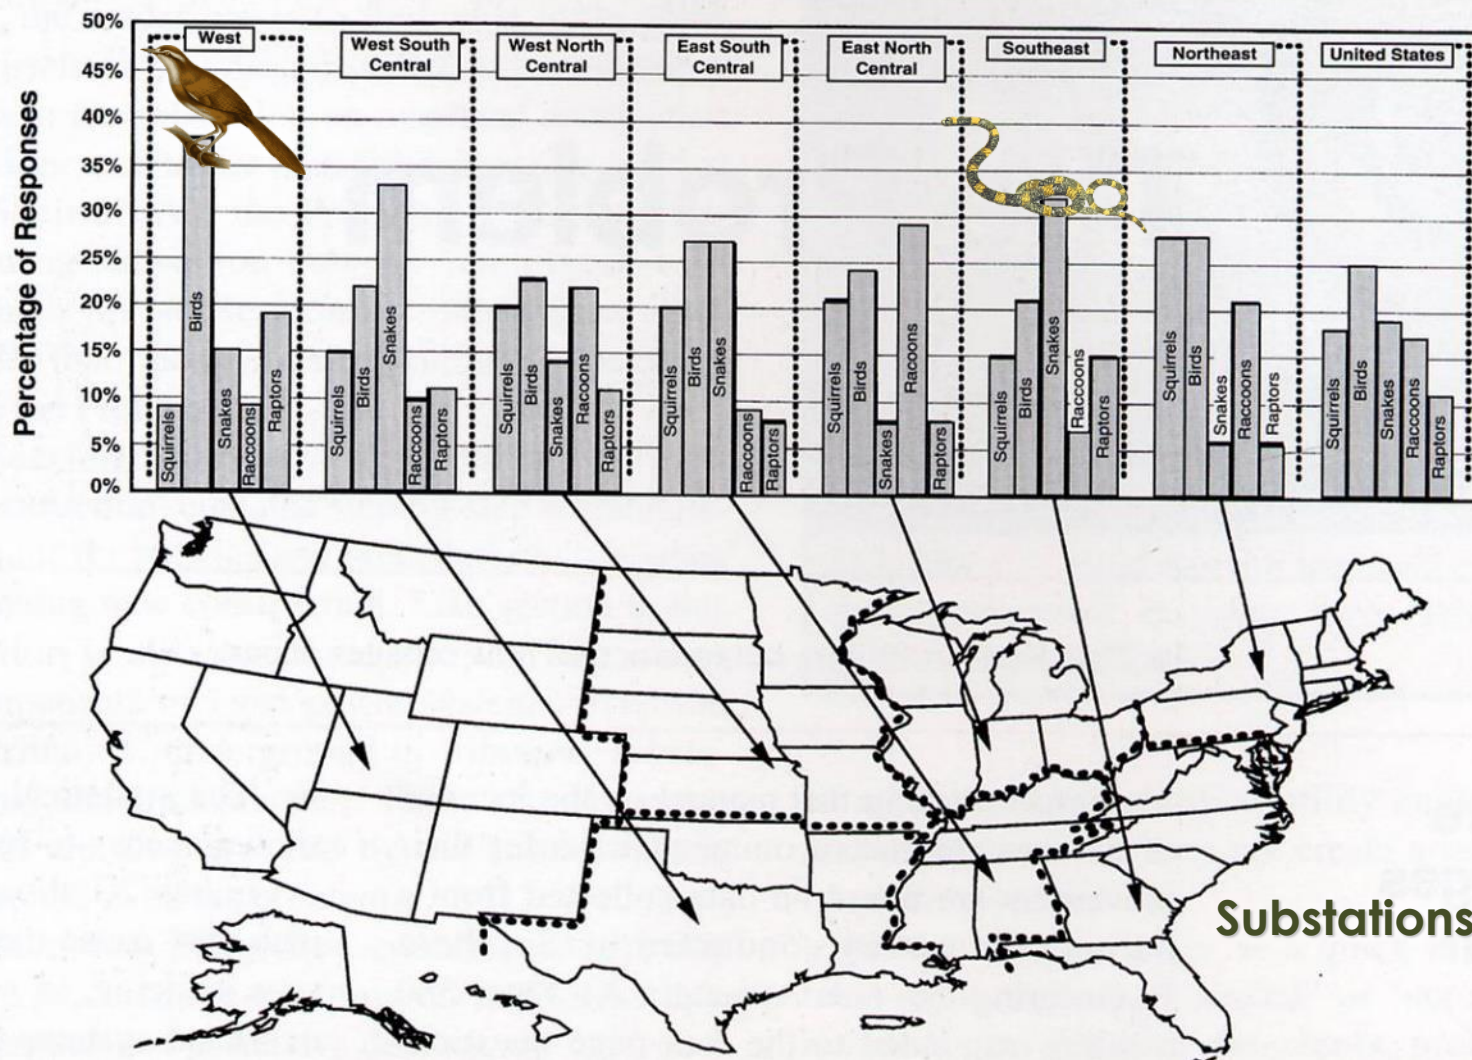 Percentage of Responses
50%
45%
40%
35%
30%
25%
20%
15%
10%
5%
0%
West
Squirrels
Birds
Snakes
Raccoons
Raptors
West South
Central
Squirrels
Birds
Snakes
Raccoons
Raptors
West North
Central
Squirrels
Birds
Snakes
Racoons
Raptors
East South
Central
Squirrels
Birds
Snakes
Raccoons
Raptors
East North
Central
Squirrels
Birds
Snakes
Racoons
Raptors
Southeast
Squirrels
Birds
Snakes
Raccoons
Raptors
Northeast
Squirrels
Birds
Snakes
Raccoons
Raptors
United States
Squirrels
Birds
Snakes
Raccoons
Raptors
Substations